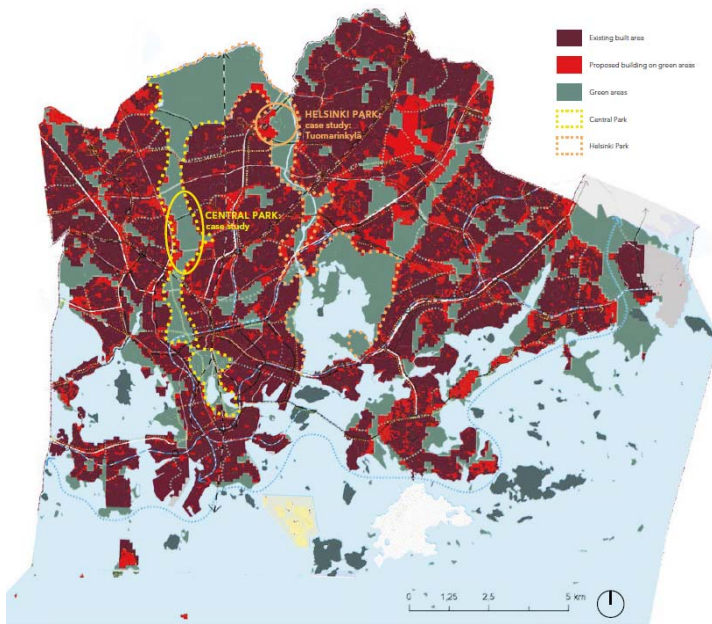 Existing built area
Proposed building on green areas
Green areas
Central Park
Helsinki Park
HELSINKI PARK:
case study:
Tuomarinkylä
CENTRAL PARK:
case study
0 1,25 2,5 5 km